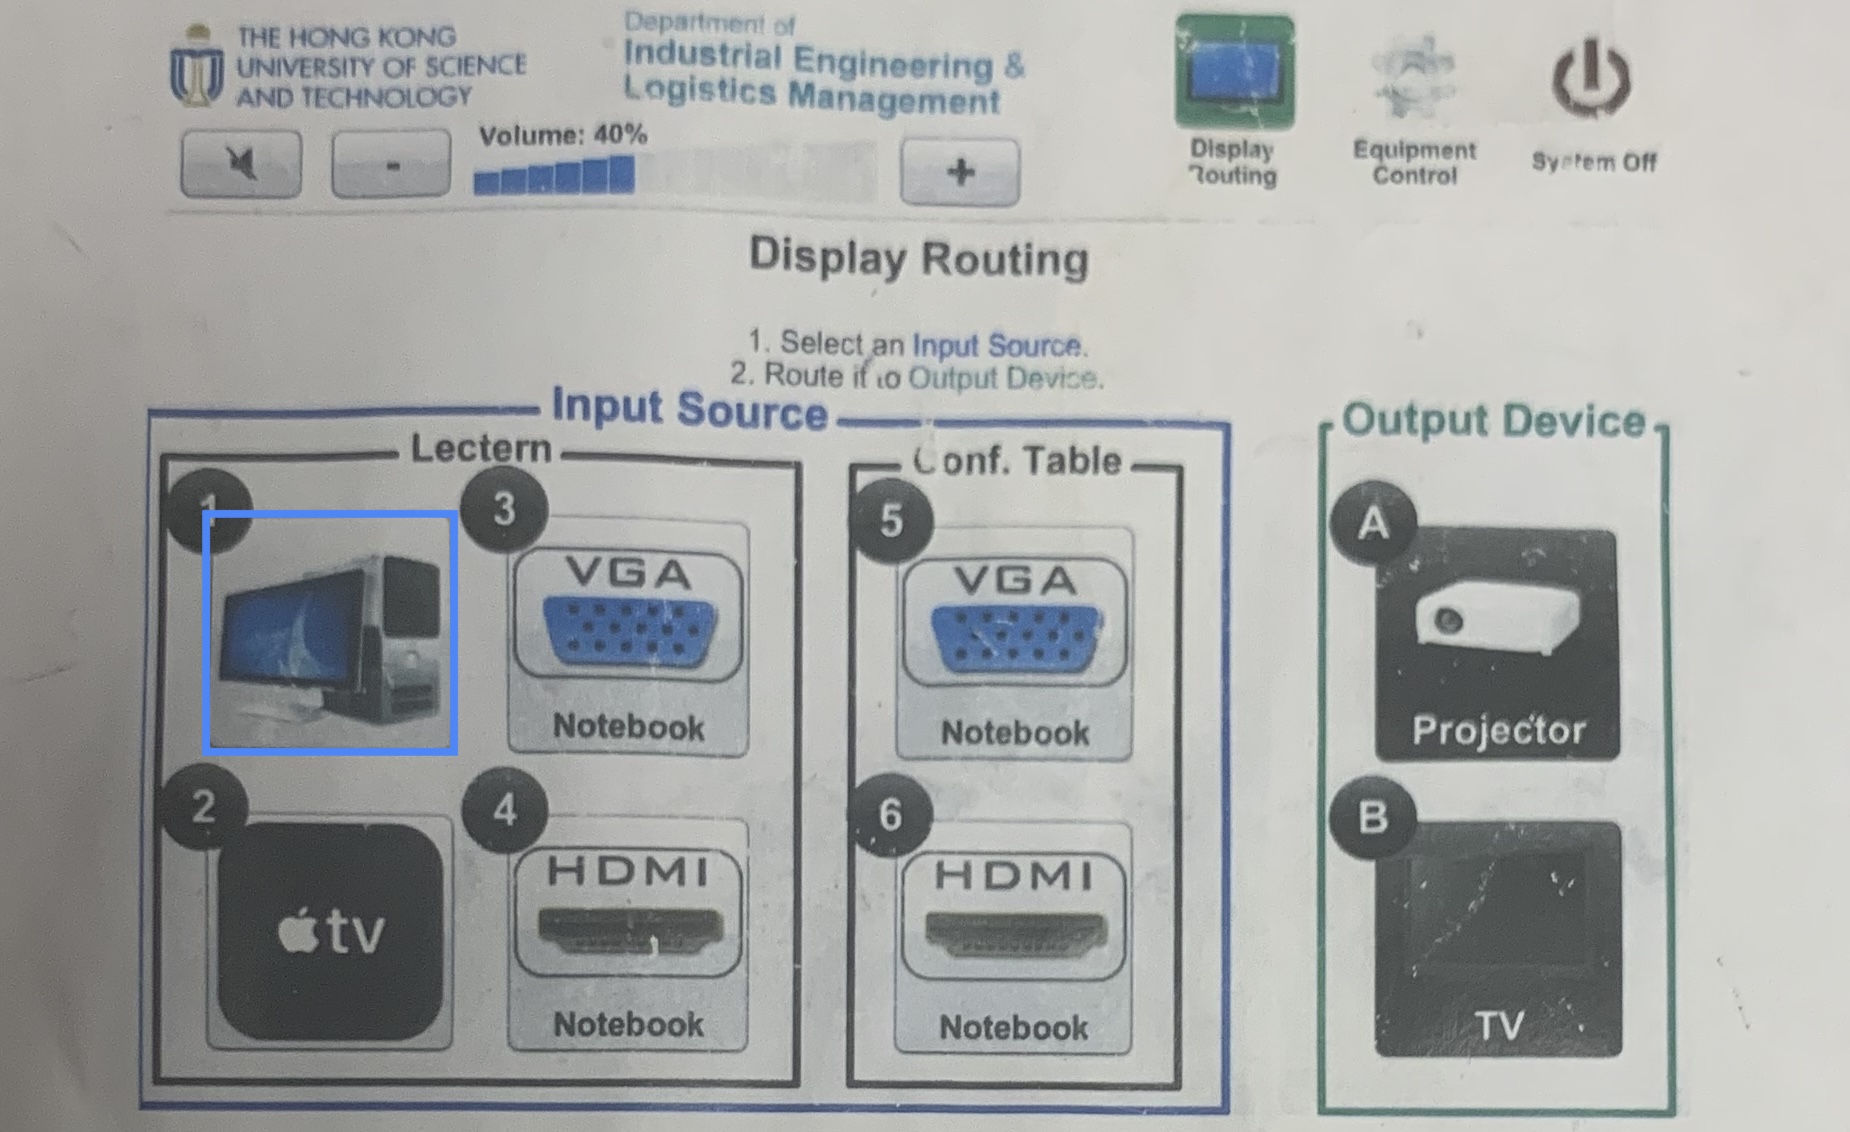 THE HONG KONG
UNIVERSITY OF SCIENCE
AND TECHNOLOGY
Department of
Industrial Engineering &
Logistics Management
Volume: 40%
-
+
Display
Routing
Equipment
Control
System Off
Display Routing
1. Select an Input Source.
2. Route it to Output Device.
Input Source
Lectern
1
2
tv
3
VGA
Notebook
4
HDMI
Notebook
Conf. Table
5
VGA
Notebook
6
HDMI
Notebook
Output Device
A
Projector
B
TV